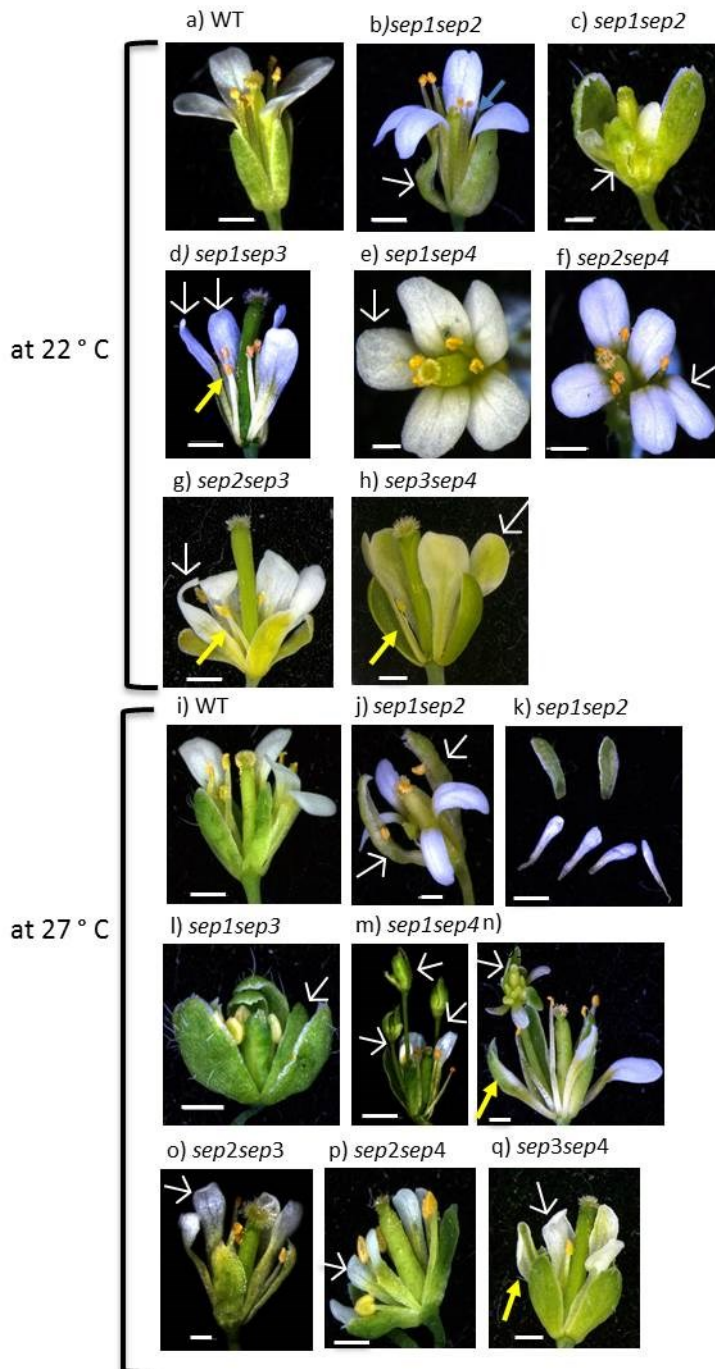 a) WT
b)sep1sep2
c) sep1sep2
d) sep1sep3
e) sep1sep4
f) sep2sep4
at 22 ° C
g) sep2sep3
h) sep3sep4
i) WT
j) sep1sep2
k) sep1sep2
at 27 ° C
l) sep1sep3
m) sep1sep4
n)
o) sep2sep3
p) sep2sep4
q) sep3sep4